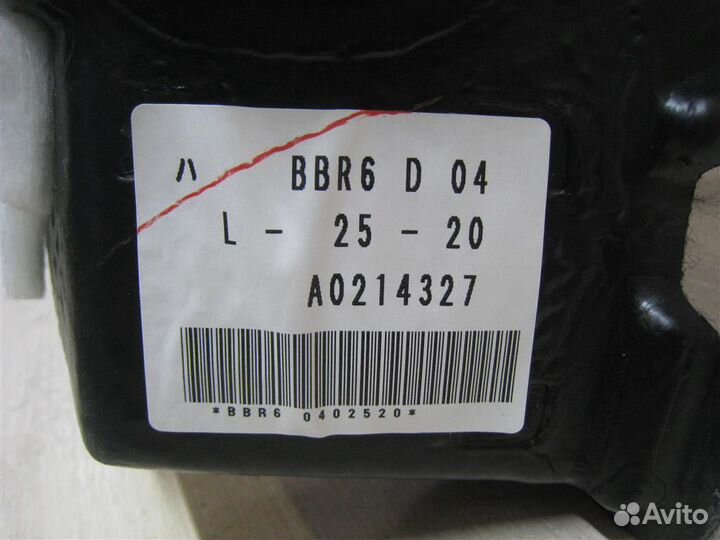 ハ BBR6 D 04
L - 25 - 20
A0214327
*BBR6 0402520*
Avito